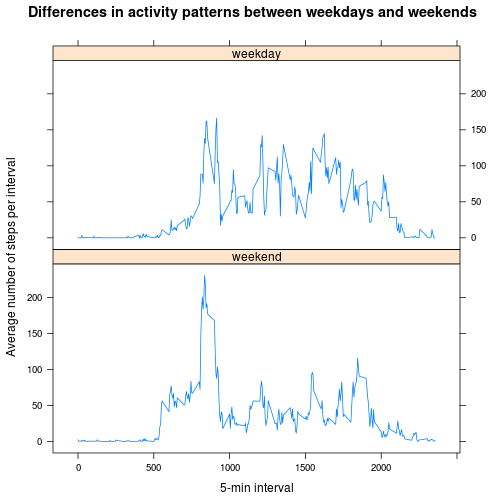 Differences in activity patterns between weekdays and weekends
weekday
200
150
100
50
0
Average number of steps per interval
weekend
200
150
100
50
0
0 500 1000 1500 2000
5-min interval